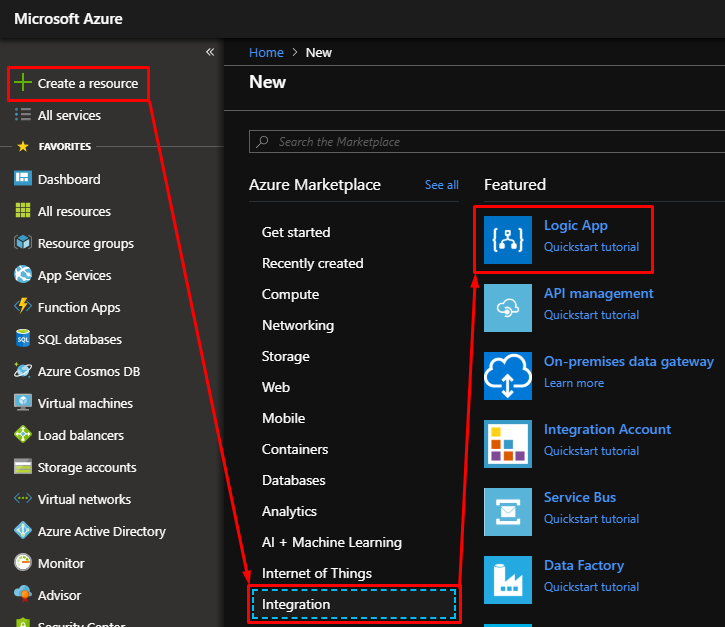 Microsoft Azure
«
Create a resource
All services
FAVORITES
Dashboard
All resources
Resource groups
App Services
Function Apps
SQL databases
Azure Cosmos DB
Virtual machines
Load balancers
Storage accounts
Virtual networks
Azure Active Directory
Monitor
Advisor
Security Center
Home > New
New
Search the Marketplace
Azure Marketplace See all
Get started
Recently created
Compute
Networking
Storage
Web
Mobile
Containers
Databases
Analytics
AI + Machine Learning
Internet of Things
Integration
Featured
Logic App
Quickstart tutorial
API management
Quickstart tutorial
On-premises data gateway
Learn more
Integration Account
Quickstart tutorial
Service Bus
Quickstart tutorial
Data Factory
Quickstart tutorial